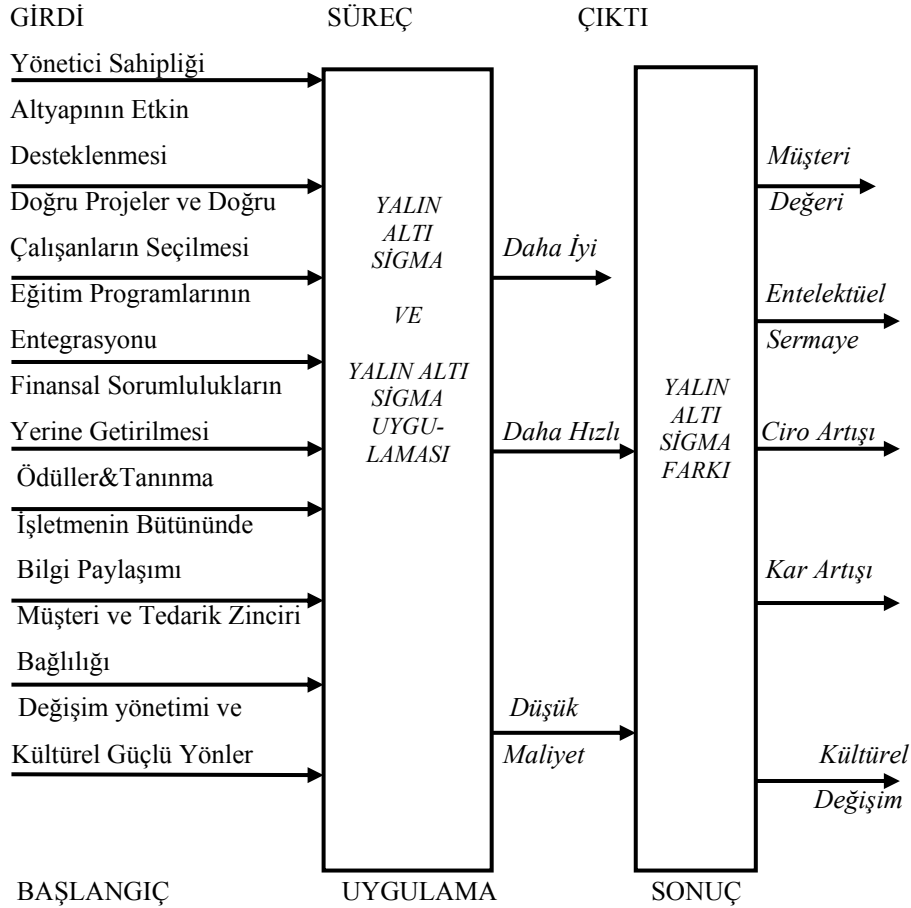 GİRDİ SÜREÇ ÇIKTI
Yönetici Sahipliği
Altyapının Etkin
Desteklenmesi
Doğru Projeler ve Doğru
Çalışanların Seçilmesi
Eğitim Programlarının
Entegrasyonu
Finansal Sorumlulukların
Yerine Getirilmesi
Ödüller&Tanınma
İşletmenin Bütününde
Bilgi Paylaşımı
Müşteri ve Tedarik Zinciri
Bağlılığı
Değişim yönetimi ve
Kültürel Güçlü Yönler
YALIN
ALTI
SİGMA
VE
YALIN ALTI
SİGMA
UYGU-
LAMASI
Daha İyi
Daha Hızlı
Düşük
Maliyet
YALIN
ALTI
SİGMA
FARKI
Müşteri
Değeri
Entelektüel
Sermaye
Ciro Artışı
Kar Artışı
Kültürel
Değişim
BAŞLANGIÇ UYGULAMA SONUÇ